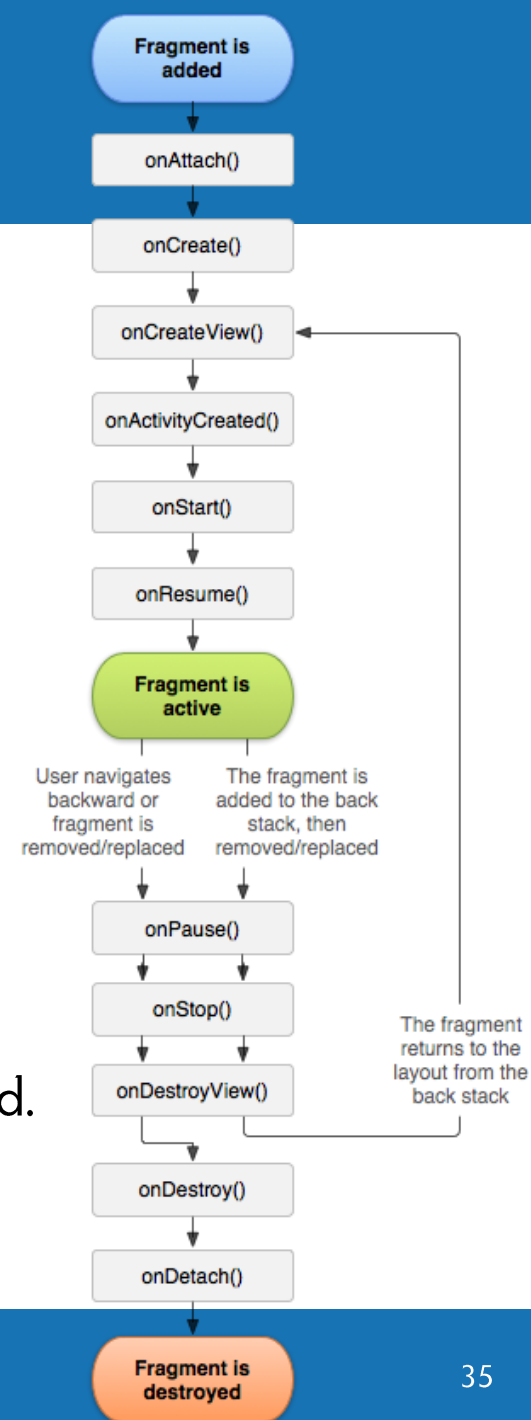 Fragment is
added
onAttach()
onCreate()
onCreateView()
onActivityCreated()
onStart()
onResume()
Fragment is
active
User navigates
backward or
fragment is
removed/replaced
The fragment is
added to the back
stack, then
removed/replaced
onPause()
onStop()
The fragment
returns to the
layout from the
back stack
onDestroyView()
d.
onDestroy()
onDetach()
Fragment is
destroyed
35